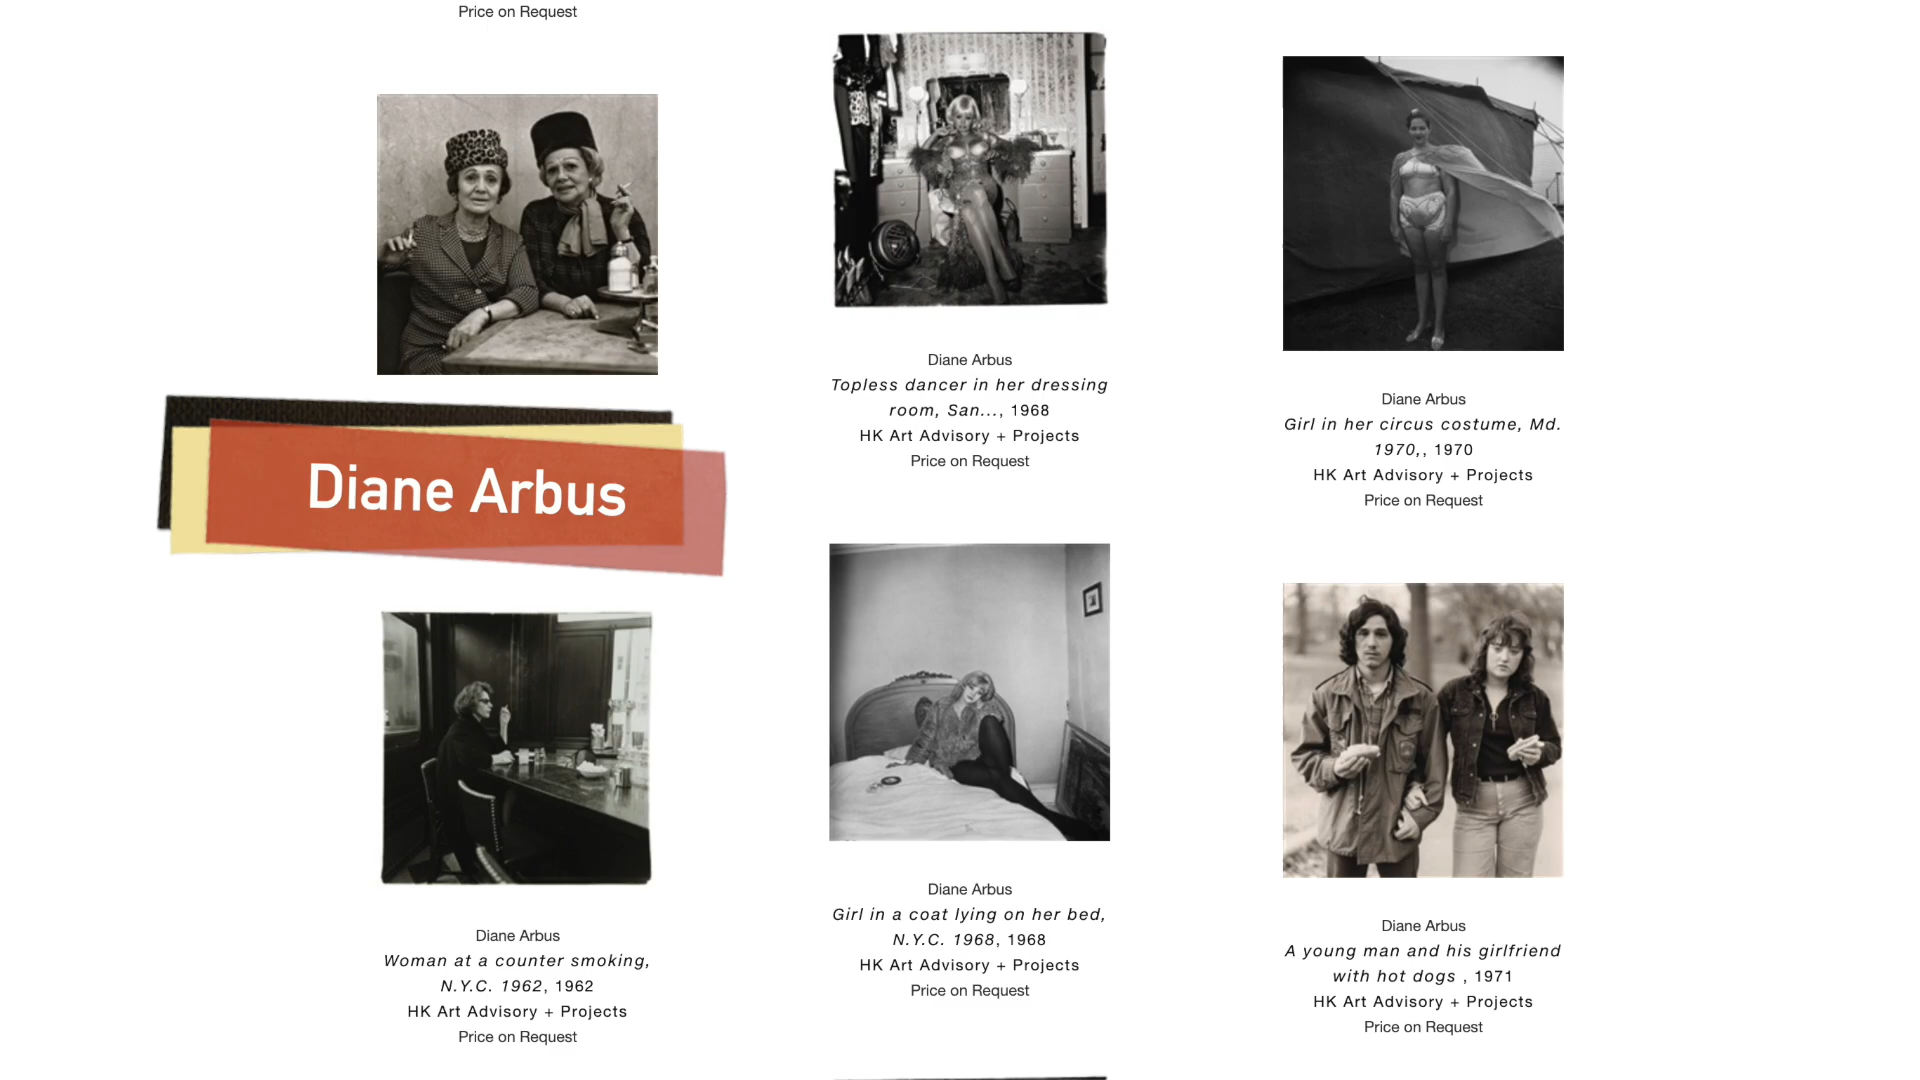 Price on Request
Diane Arbus
Diane Arbus
Woman at a counter smoking,
N.Y.C. 1962, 1962
HK Art Advisory + Projects
Price on Request
Diane Arbus
Topless dancer in her dressing
room, San..., 1968
HK Art Advisory + Projects
Price on Request
Diane Arbus
Girl in a coat lying on her bed,
N.Y.C. 1968, 1968
HK Art Advisory + Projects
Price on Request
Diane Arbus
Girl in her circus costume, Md.
1970,, 1970
HK Art Advisory + Projects
Price on Request
Diane Arbus
A young man and his girlfriend
with hot dogs , 1971
HK Art Advisory + Projects
Price on Request